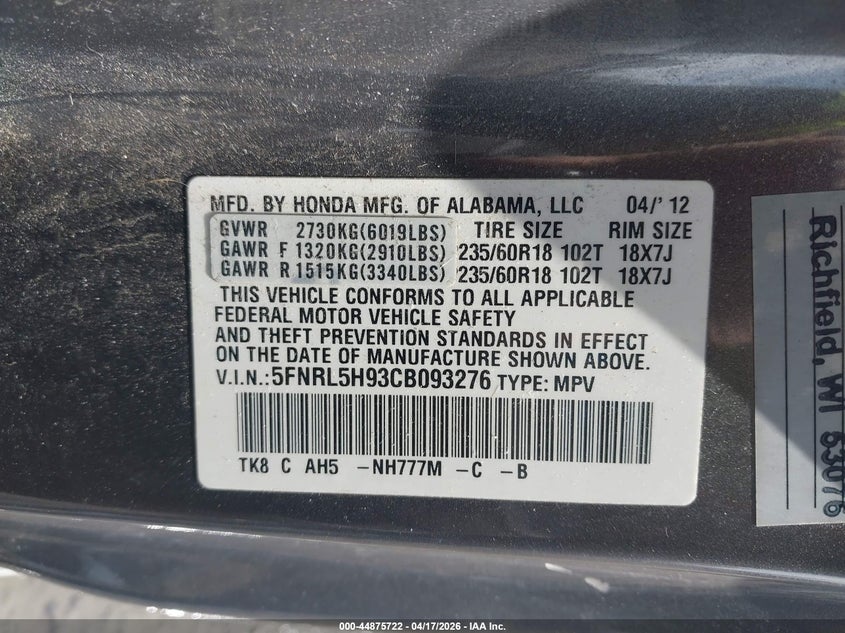 MFD. BY HONDA MFG. OF ALABAMA, LLC 04/' 12
GVWR 2730KG(6019LBS) TIRE SIZE RIM SIZE
GAWR F 1320KG(2910LBS) 235/60R18 102T 18X7J
GAWR R 1515KG(3340LBS) 235/60R18 102T 18X7J
THIS VEHICLE CONFORMS TO ALL APPLICABLE
FEDERAL MOTOR VEHICLE SAFETY
AND THEFT PREVENTION STANDARDS IN EFFECT
ON THE DATE OF MANUFACTURE SHOWN ABOVE.
V.I.N.:5FNRL5H93CB093276 TYPE: MPV
TK8 C AH5 -NH777M -C -B
Richfield, WI 53076
000-44875722 - 04/17/2026 - IAA Inc.